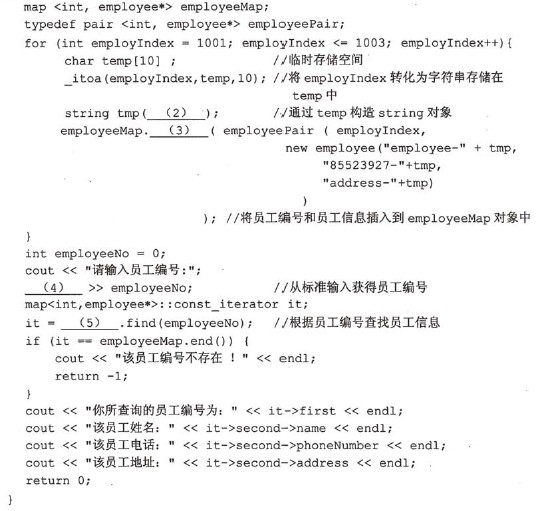 map <int, employee*> employeeMap;
typedef pair <int, employee*> employeePair;
for (int employIndex = 1001; employIndex <= 1003; employIndex++){
char temp[10] ; //临时存储空间
_itoa(employIndex,temp,10); //将 employIndex 转化为字符串存储在
temp 中
string tmp( (2) ); //通过 temp 构造 string 对象
employeeMap. (3) ( employeePair ( employIndex,
new employee("employee-" + tmp,
"85523927-"+tmp,
"address-"+tmp)
)
); //将员工编号和员工信息插入到 employeeMap 对象中
}
int employeeNo = 0;
cout << "请输入员工编号:";
(4) >> employeeNo; //从标准输入获得员工编号
map<int,employee*>::const_iterator it;
it = (5) .find(employeeNo); //根据员工编号查找员工信息
if (it == employeeMap.end()) {
cout << "该员工编号不存在 ！" << endl;
return -1;
}
cout << "你所查询的员工编号为：" << it->first << endl;
cout << "该员工姓名：" << it->second->name << endl;
cout << "该员工电话：" << it->second->phoneNumber << endl;
cout << "该员工地址：" << it->second->address << endl;
return 0;
}